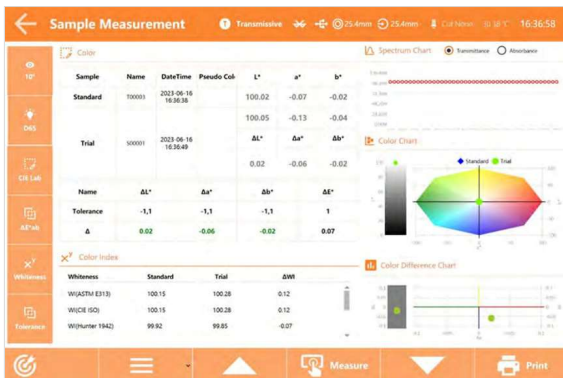 Sample Measurement
Transmissive
25.4mm
25.4mm
Cut None
16:36:58
10°
D65
CIE Lab
ΔE*ab
Whiteness
Tolerance
Color
Sample Name DateTime Pseudo Col L* a* b*
Standard T00003 2023-06-16 16:36:38 100.02 -0.07 -0.02
100.05 -0.13 -0.04
Trial S00001 2023-06-16 16:36:49 ΔL* Δa* Δb*
0.02 -0.06 -0.02
Name ΔL* Δa* Δb* ΔE*
Tolerance -1,1 -1,1 -1,1 1
Δ 0.02 -0.06 -0.02 0.07
Color Index
Whiteness Standard Trial ΔWI
WI(ASTM E313) 100.15 100.28 0.12
WI(CIE ISO) 100.15 100.28 0.12
WI(Hunter 1942) 99.92 99.85 -0.07
Spectrum Chart Transmittance Absorbance
Color Chart
Standard Trial
Color Difference Chart
Measure
Print